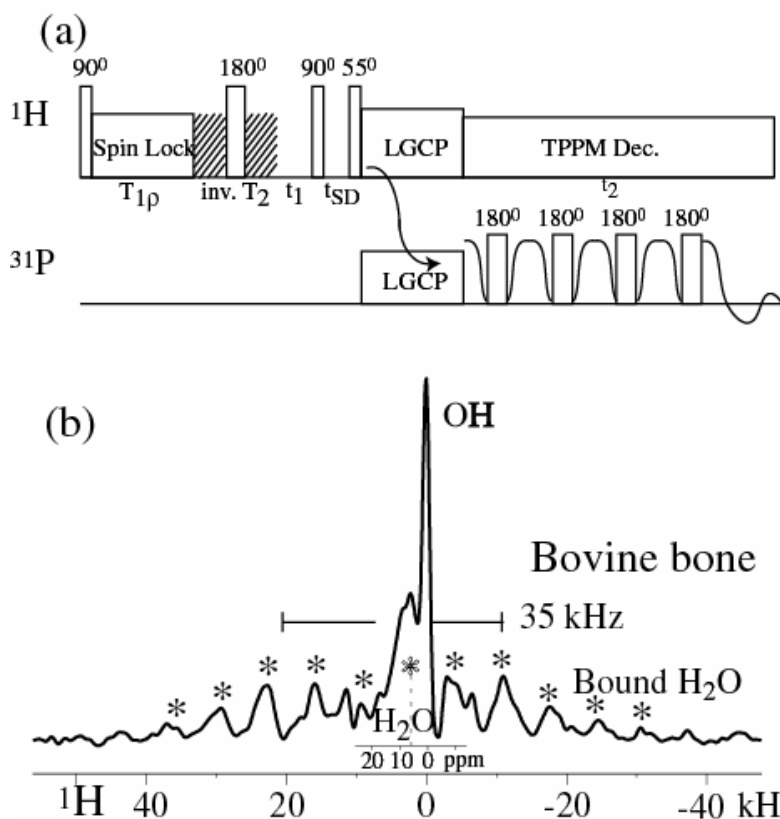 (a)
90⁰ 180⁰ 90⁰ 55⁰
¹H Spin Lock LGCP TPPM Dec.
T₁ρ inv. T₂ t₁ tSD t₂
180⁰ 180⁰ 180⁰ 180⁰
³¹P LGCP
(b)
OH
Bovine bone
35 kHz
* * * * * * * * * * * *
Bound H₂O
H₂O
20 10 0 ppm
¹H 40 20 0 -20 -40 kH